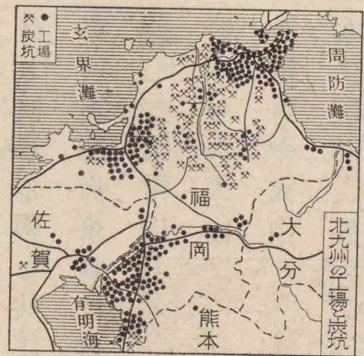 北九州の工場と炭坑
●工場
⚒炭坑
周防灘
玄界灘
福岡
大分
佐賀
熊本
有明海